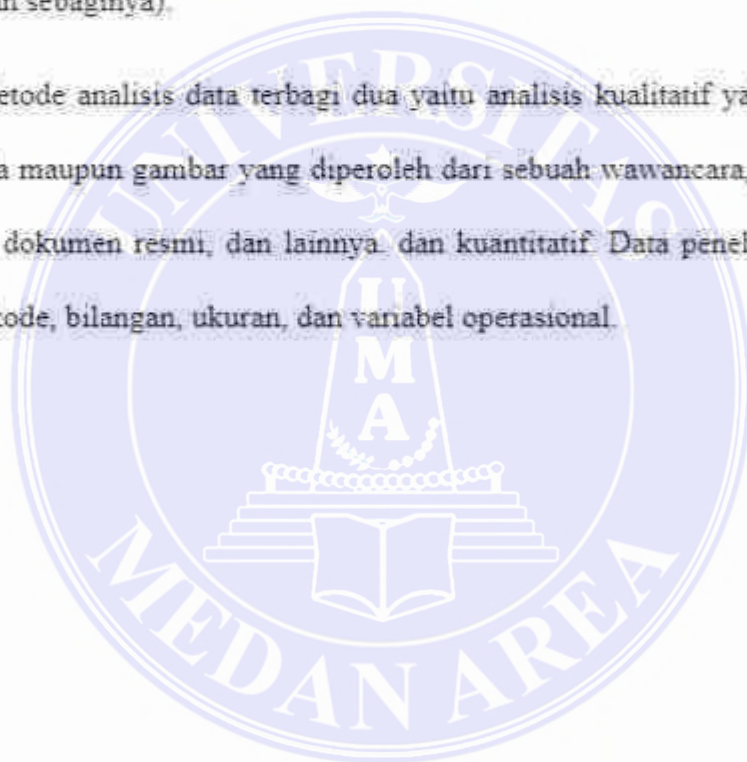 n sebaginya).
etode analisis data terbagi dua yaitu analisis kualitatif ya
a maupun gambar yang diperoleh dari sebuah wawancara,
dokumen resmi, dan lainnya. dan kuantitatif. Data penel
kode, bilangan, ukuran, dan variabel operasional.
UNIVERSITAS
U
M
A
MEDAN AREA